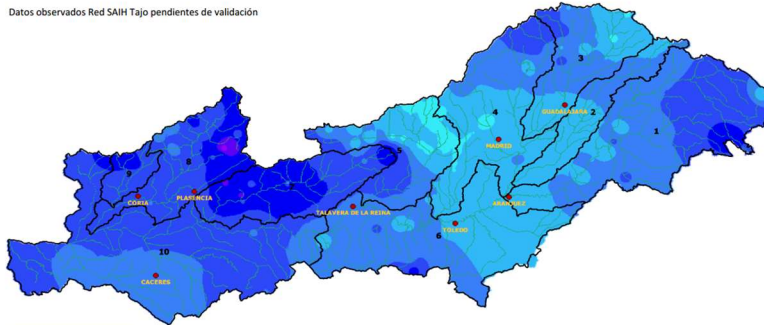 Datos observados Red SAIH Tajo pendientes de validación
3
4
GUADALAJARA
2
1
MADRID
5
8
9
CORIA
PLASENCIA
TALAVERA DE LA REINA
ARANJUEZ
TOLEDO
6
10
CACERES